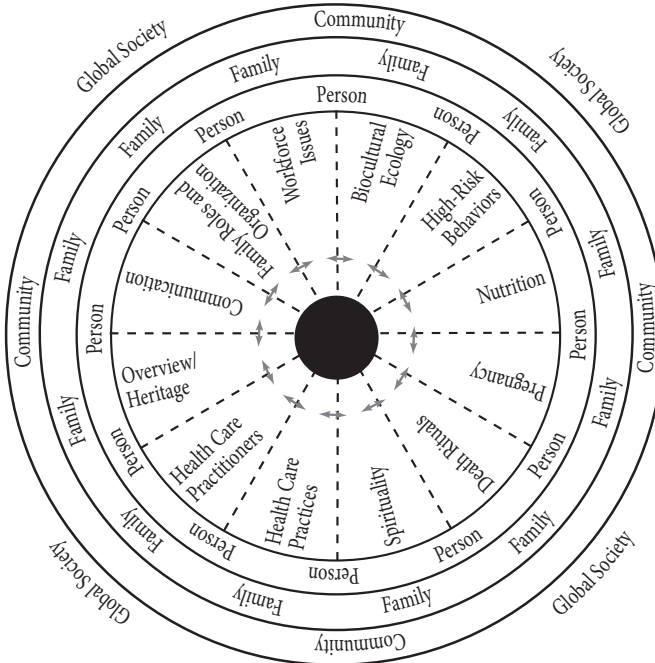 Community
Global Society
Global Society
Family
Family
Family
Family
Person
Person
Person
Person
Person
Workforce
Issues
Biocultural
Ecology
Family Roles and
Organization
High-Risk
Behaviors
Family
Family
Communication
Nutrition
Community
Person
Person
Community
Overview/
Heritage
Pregnancy
Family
Family
Health Care
Practitioners
Death Rituals
Person
Person
Health Care
Practices
Spirituality
Family
Person
Person
Family
Person
Global Society
Family
Family
Global Society
Community